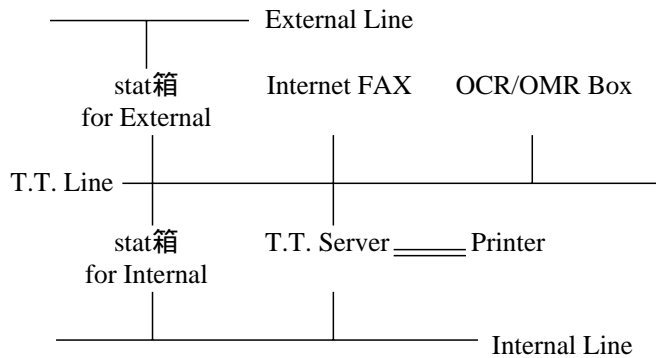 External Line
stat箱
for External
Internet FAX
OCR/OMR Box
T.T. Line
stat箱
for Internal
T.T. Server
Printer
Internal Line